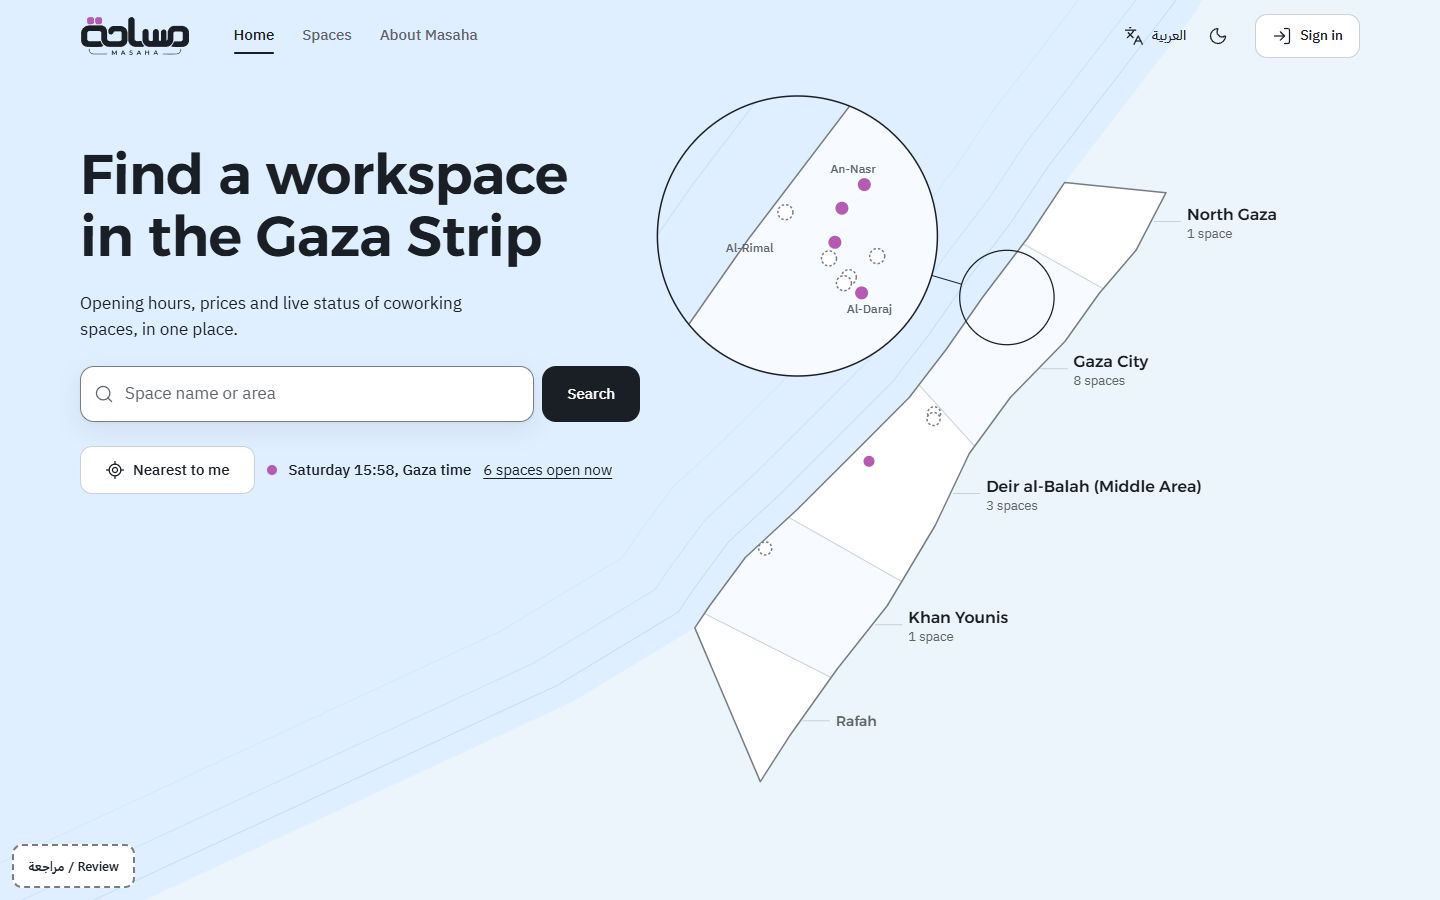 مساحة
MASAHA
Home
Spaces
About Masaha
العربية
Sign in
Find a workspace
in the Gaza Strip
Opening hours, prices and live status of coworking
spaces, in one place.
Space name or area
Search
Nearest to me
Saturday 15:58, Gaza time
6 spaces open now
An-Nasr
Al-Rimal
Al-Daraj
North Gaza
1 space
Gaza City
8 spaces
Deir al-Balah (Middle Area)
3 spaces
Khan Younis
1 space
Rafah
مراجعة / Review